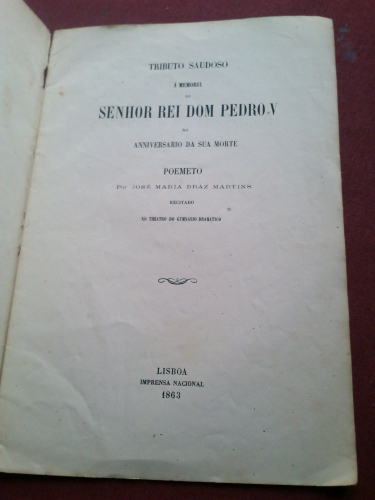 TRIBUTO SAUDOSO
Á MEMORIA
DO
SENHOR REI DOM PEDRO V
NO
ANNIVERSARIO DA SUA MORTE
POEMETO
POR JOSÉ MARIA BRAZ MARTINS
RECITADO
NO THEATRO DO GYMNASIO DRAMATICO
LISBOA
IMPRENSA NACIONAL
1863